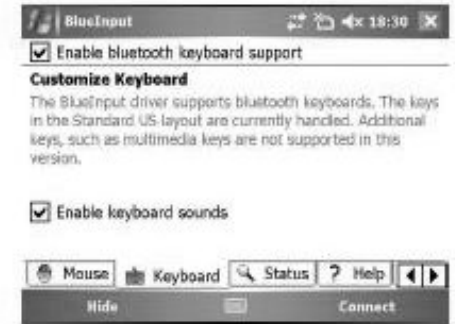 BlueInput 18:30
Enable bluetooth keyboard support
Customize Keyboard
The BlueInput driver supports bluetooth keyboards. The keys
in the Standard US layout are currently handled. Additional
keys, such as multimedia keys are not supported in this
version.
Enable keyboard sounds
Mouse Keyboard Status ? Help
Hide Connect